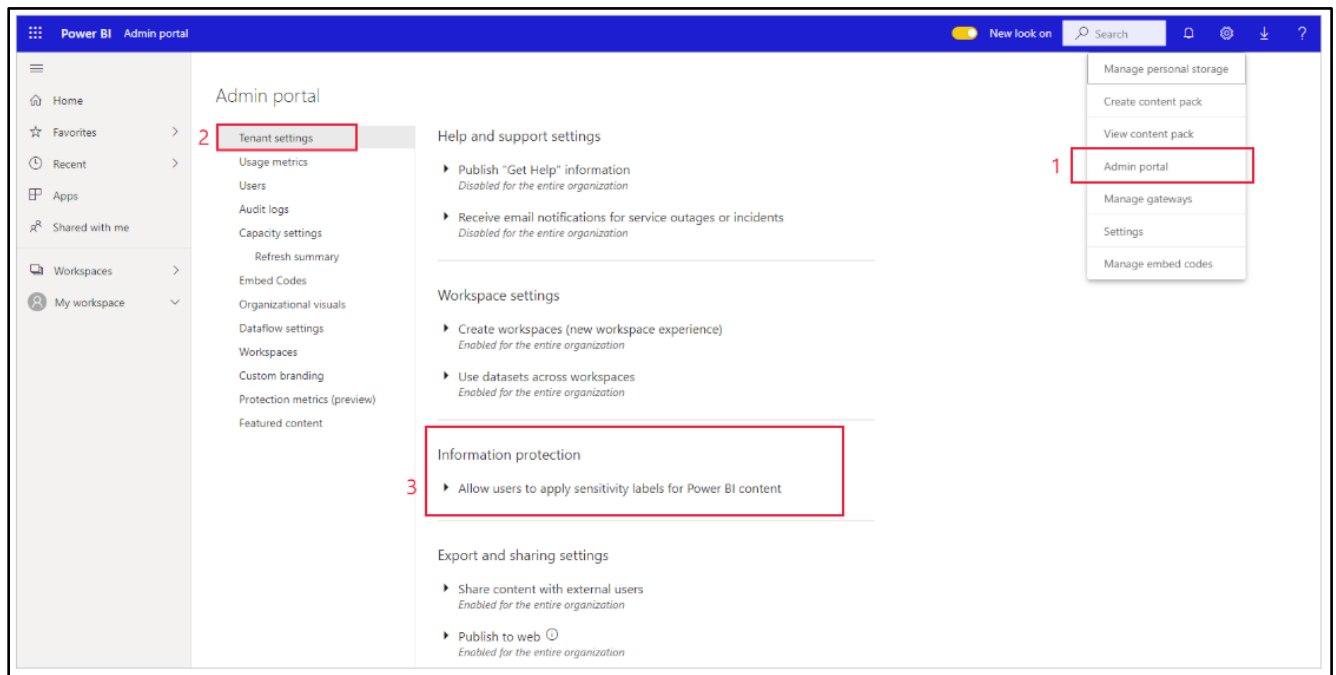 Power BI Admin portal
New look on
Search
?
Manage personal storage
Create content pack
View content pack
1
Admin portal
Manage gateways
Settings
Manage embed codes
Home
Favorites
Recent
Apps
Shared with me
Workspaces
My workspace
Admin portal
2
Tenant settings
Usage metrics
Users
Audit logs
Capacity settings
Refresh summary
Embed Codes
Organizational visuals
Dataflow settings
Workspaces
Custom branding
Protection metrics (preview)
Featured content
Help and support settings
Publish "Get Help" information
Disabled for the entire organization
Receive email notifications for service outages or incidents
Disabled for the entire organization
Workspace settings
Create workspaces (new workspace experience)
Enabled for the entire organization
Use datasets across workspaces
Enabled for the entire organization
Information protection
3
Allow users to apply sensitivity labels for Power BI content
Export and sharing settings
Share content with external users
Enabled for the entire organization
Publish to web
Enabled for the entire organization